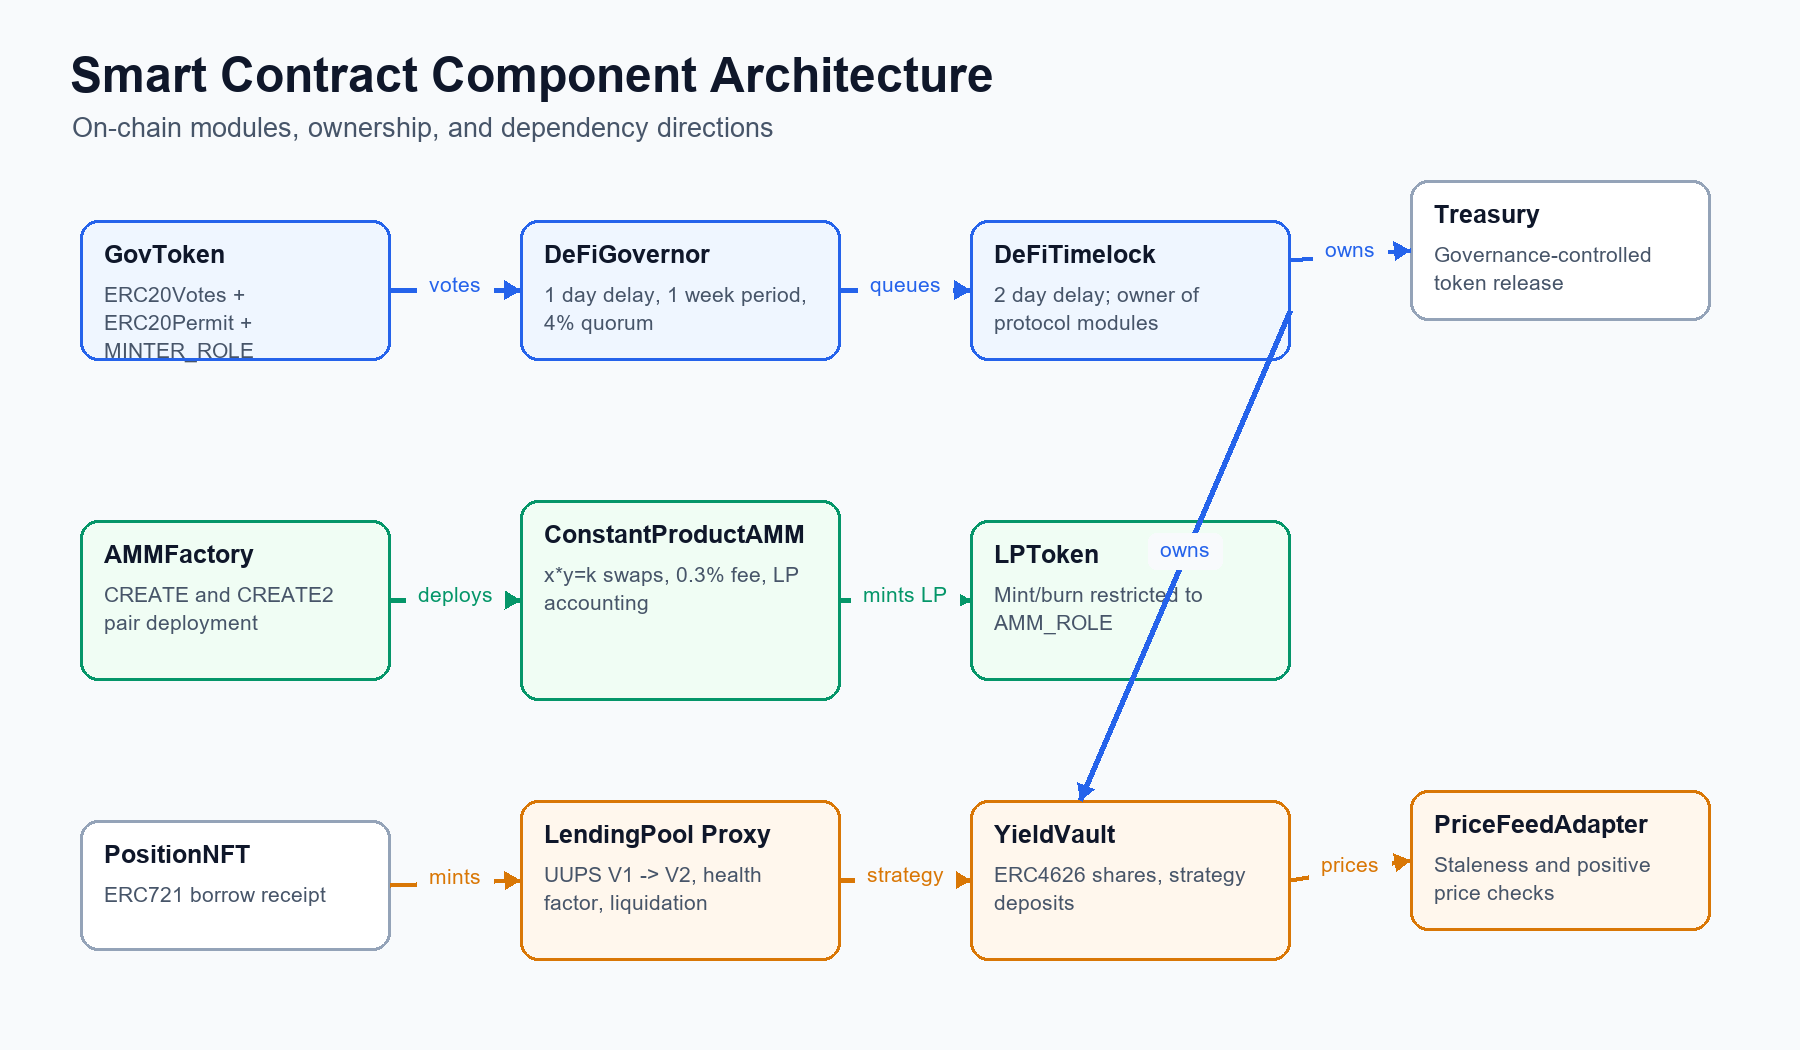 Smart Contract Component Architecture
On-chain modules, ownership, and dependency directions
GovToken
ERC20Votes +
ERC20Permit +
MINTER_ROLE
votes
DeFiGovernor
1 day delay, 1 week period,
4% quorum
queues
DeFiTimelock
2 day delay; owner of
protocol modules
owns
Treasury
Governance-controlled
token release
AMMFactory
CREATE and CREATE2
pair deployment
deploys
ConstantProductAMM
x*y=k swaps, 0.3% fee, LP
accounting
mints LP
LPToken
Mint/burn restricted to
AMM_ROLE
owns
PositionNFT
ERC721 borrow receipt
mints
LendingPool Proxy
UUPS V1 -> V2, health
factor, liquidation
strategy
YieldVault
ERC4626 shares, strategy
deposits
prices
PriceFeedAdapter
Staleness and positive
price checks